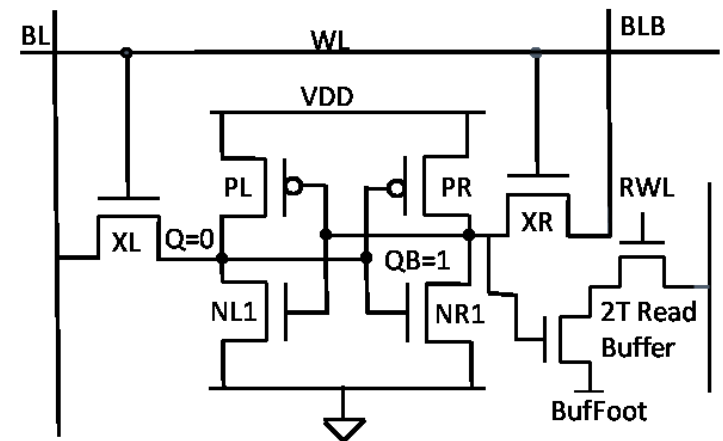 BL
WL
BLB
VDD
PL
PR
RWL
XL
Q=0
XR
QB=1
NL1
NR1
2T Read
Buffer
BufFoot